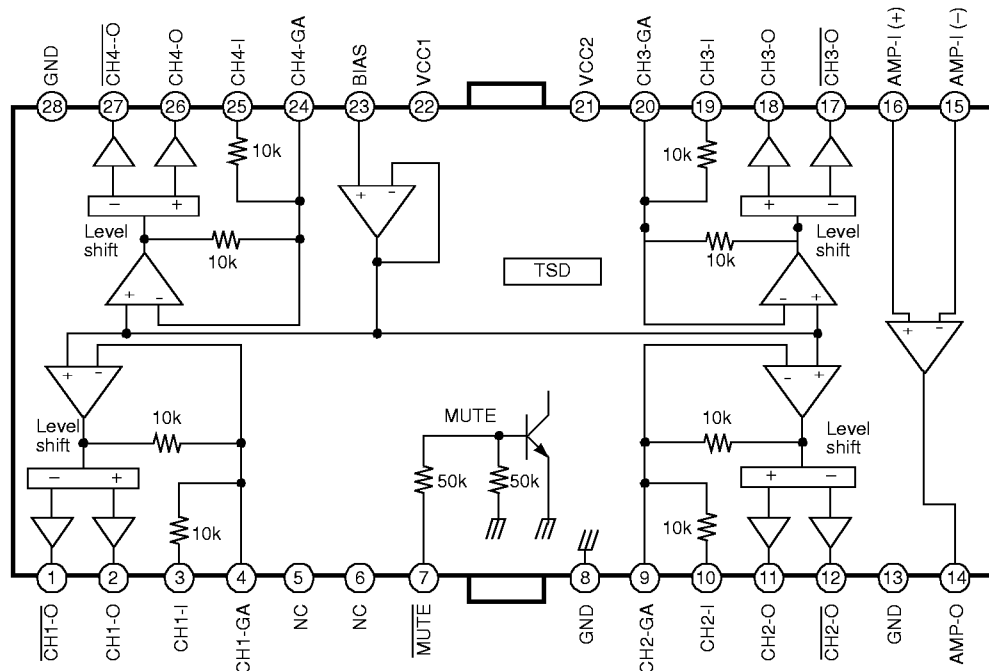 GND
CH4--O
CH4-O
CH4-I
CH4-GA
BIAS
VCC1
VCC2
CH3-GA
CH3-I
CH3-O
CH3-O
AMP-I (+)
AMP-I (−)
28
27
26
25
24
23
22
21
20
19
18
17
16
15
10k
10k
− +
+ −
+ -
Level
shift
Level
shift
10k
10k
TSD
+ -
- +
+ -
+ -
- +
Level
shift
10k
MUTE
10k
Level
shift
− +
+ −
50k
50k
10k
10k
1
2
3
4
5
6
7
8
9
10
11
12
13
14
CH1-O
CH1-O
CH1-I
CH1-GA
NC
NC
MUTE
GND
CH2-GA
CH2-I
CH2-O
CH2-O
GND
AMP-O